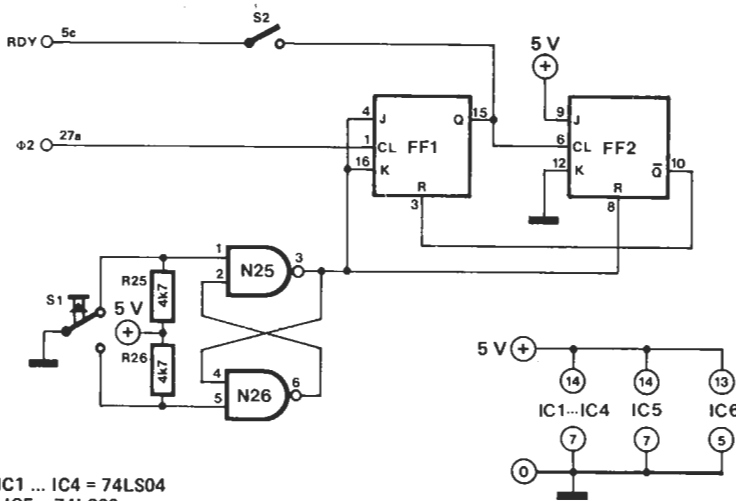 S2
RDY 5c
5 V
4 J Q 15 9 J
Φ2 27a 1 CL FF1 6 CL FF2
16 K 12 K Q̅ 10
R R
3 8
1 3
R25 4k7 2 N25
S1 5 V
R26 4k7 4 6
5 N26
5 V
14 14 13
IC1 ... IC4 IC5 IC6
7 7 5
0
IC1 ... IC4 = 74LS04